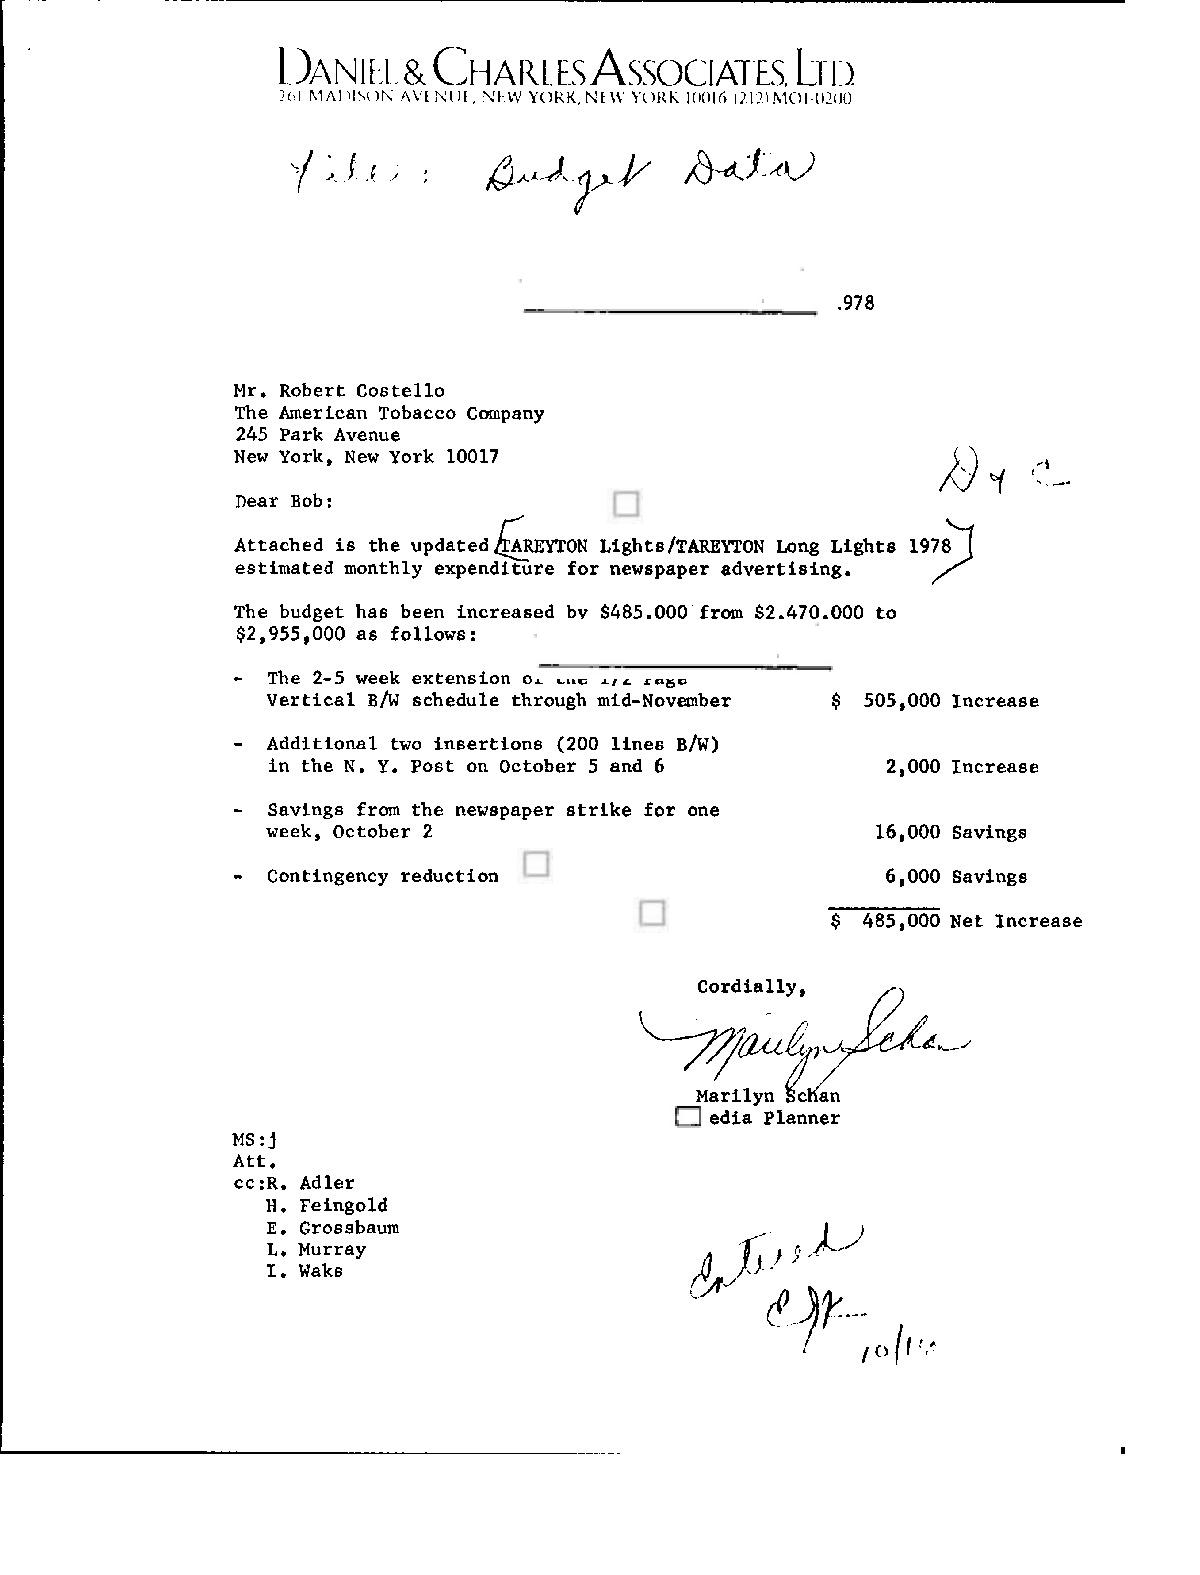 DANIEL & CHARLES ASSOCIATES, LTD.
261 MADISON AVENUE, NEW YORK, NEW YORK 10016 (212) MO1-0200
File: Budget Data
.978
Mr. Robert Costello
The American Tobacco Company
245 Park Avenue
New York, New York 10017
D & C
Dear Bob:
Attached is the updated TAREYTON Lights/TAREYTON Long Lights 1978
estimated monthly expenditure for newspaper advertising.
The budget has been increased by $485.000 from $2.470.000 to
$2,955,000 as follows:
- The 2-5 week extension of the 1/2 Page
Vertical B/W schedule through mid-November $ 505,000 Increase
- Additional two insertions (200 lines B/W)
in the N. Y. Post on October 5 and 6 2,000 Increase
- Savings from the newspaper strike for one
week, October 2 16,000 Savings
- Contingency reduction 6,000 Savings
$ 485,000 Net Increase
Cordially,
Marilyn Schan
Marilyn Schan
edia Planner
MS:j
Att.
cc:R. Adler
H. Feingold
E. Grossbaum
L. Murray
I. Waks
Entered